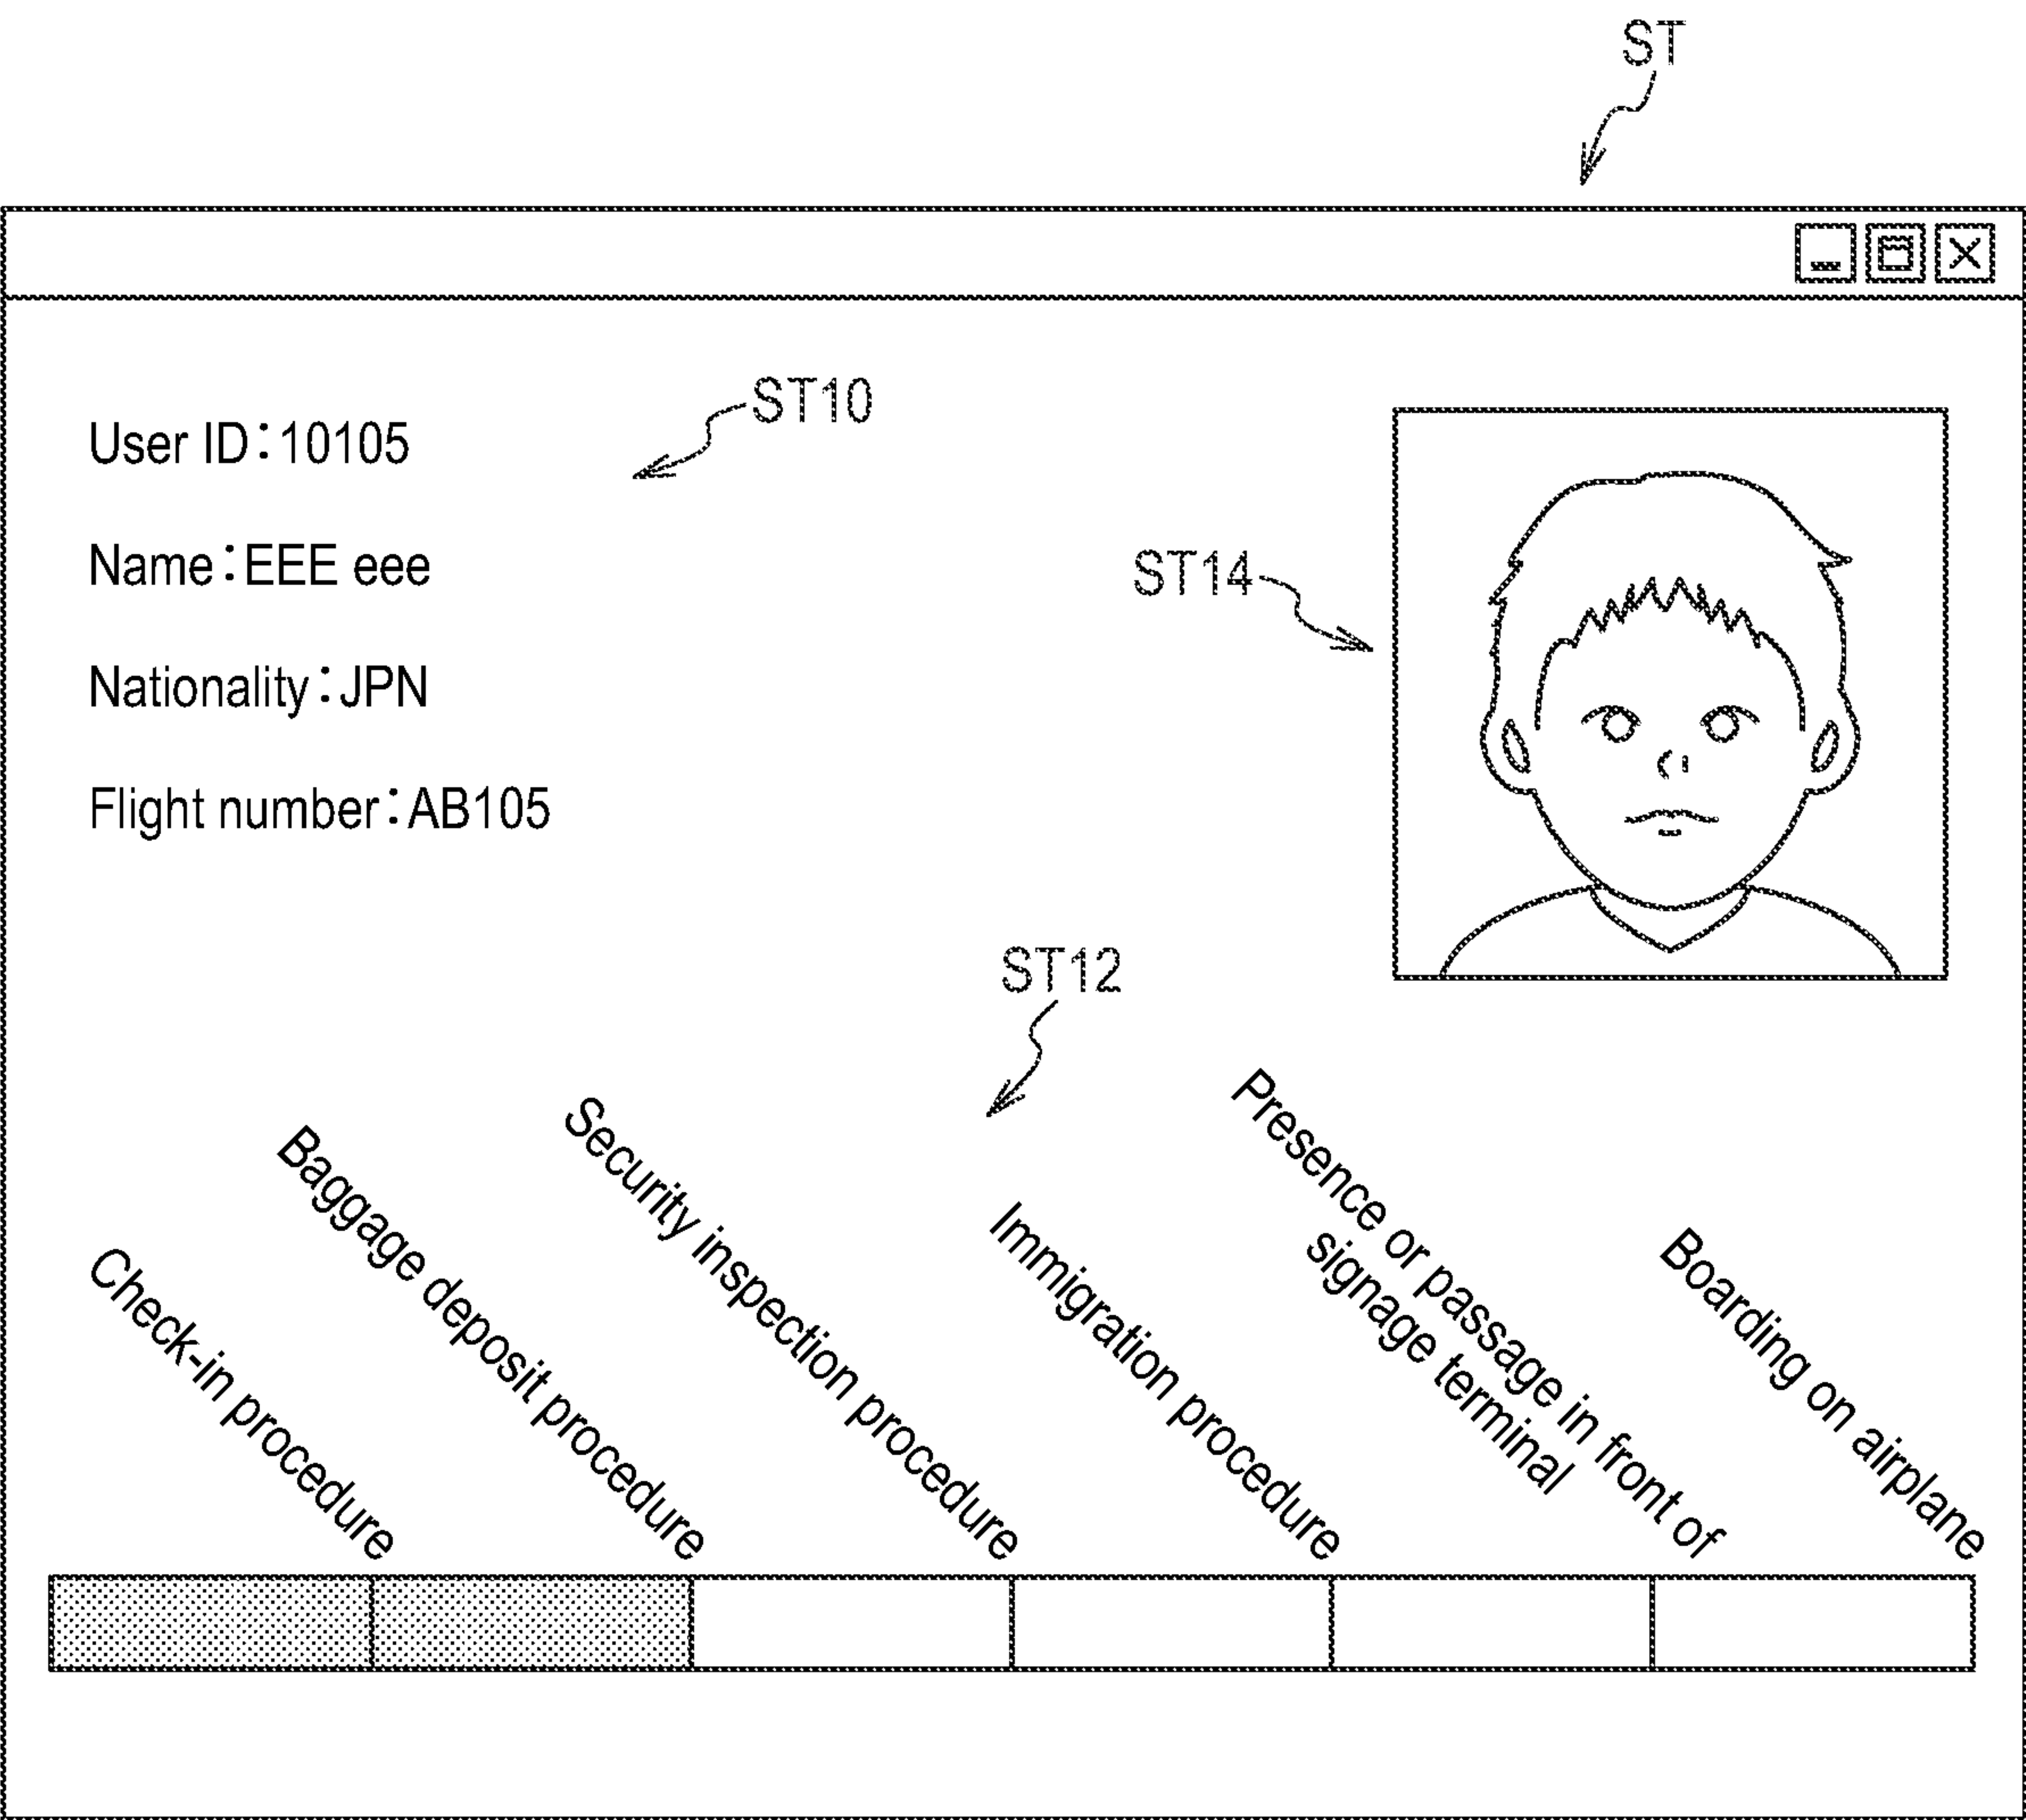 ST
ST10
User ID:10105
Name:EEE eee
ST14
Nationality:JPN
Flight number:AB105
ST12
Check-in procedure
Baggage deposit procedure
Security inspection procedure
Immigration procedure
Presence or passage in front of
signage terminal
Boarding on airplane